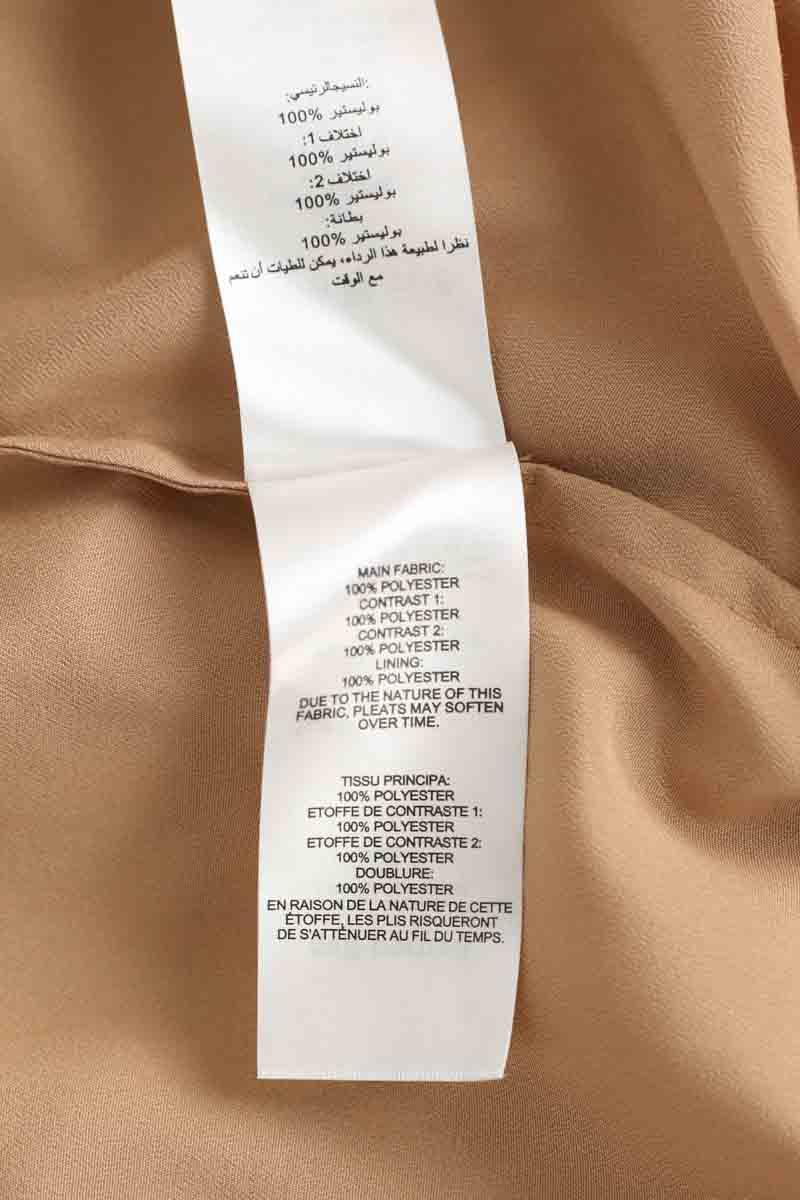 النسيجالرئيسي:
بوليستير 100%
اختلاف 1:
بوليستير 100%
اختلاف 2:
بوليستير 100%
بطانة:
بوليستير 100%
نظرا لطبيعة هذا الرداء، يمكن للطيات أن تنعم
مع الوقت
MAIN FABRIC:
100% POLYESTER
CONTRAST 1:
100% POLYESTER
CONTRAST 2:
100% POLYESTER
LINING:
100% POLYESTER
DUE TO THE NATURE OF THIS
FABRIC, PLEATS MAY SOFTEN
OVER TIME.
TISSU PRINCIPA:
100% POLYESTER
ETOFFE DE CONTRASTE 1:
100% POLYESTER
ETOFFE DE CONTRASTE 2:
100% POLYESTER
DOUBLURE:
100% POLYESTER
EN RAISON DE LA NATURE DE CETTE
ÉTOFFE, LES PLIS RISQUERONT
DE S'ATTÉNUER AU FIL DU TEMPS.